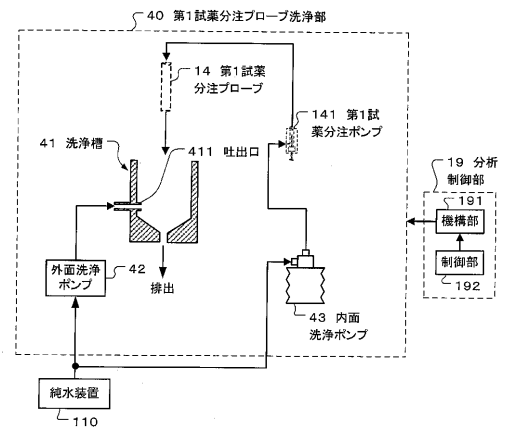 40 第1試薬分注プローブ洗浄部
14 第1試薬
分注プローブ
141 第1試
薬分注ポンプ
41 洗浄槽
411 吐出口
19 分析
制御部
191
機構部
制御部
192
外面洗浄
ポンプ
42
排出
43 内面
洗浄ポンプ
純水装置
110